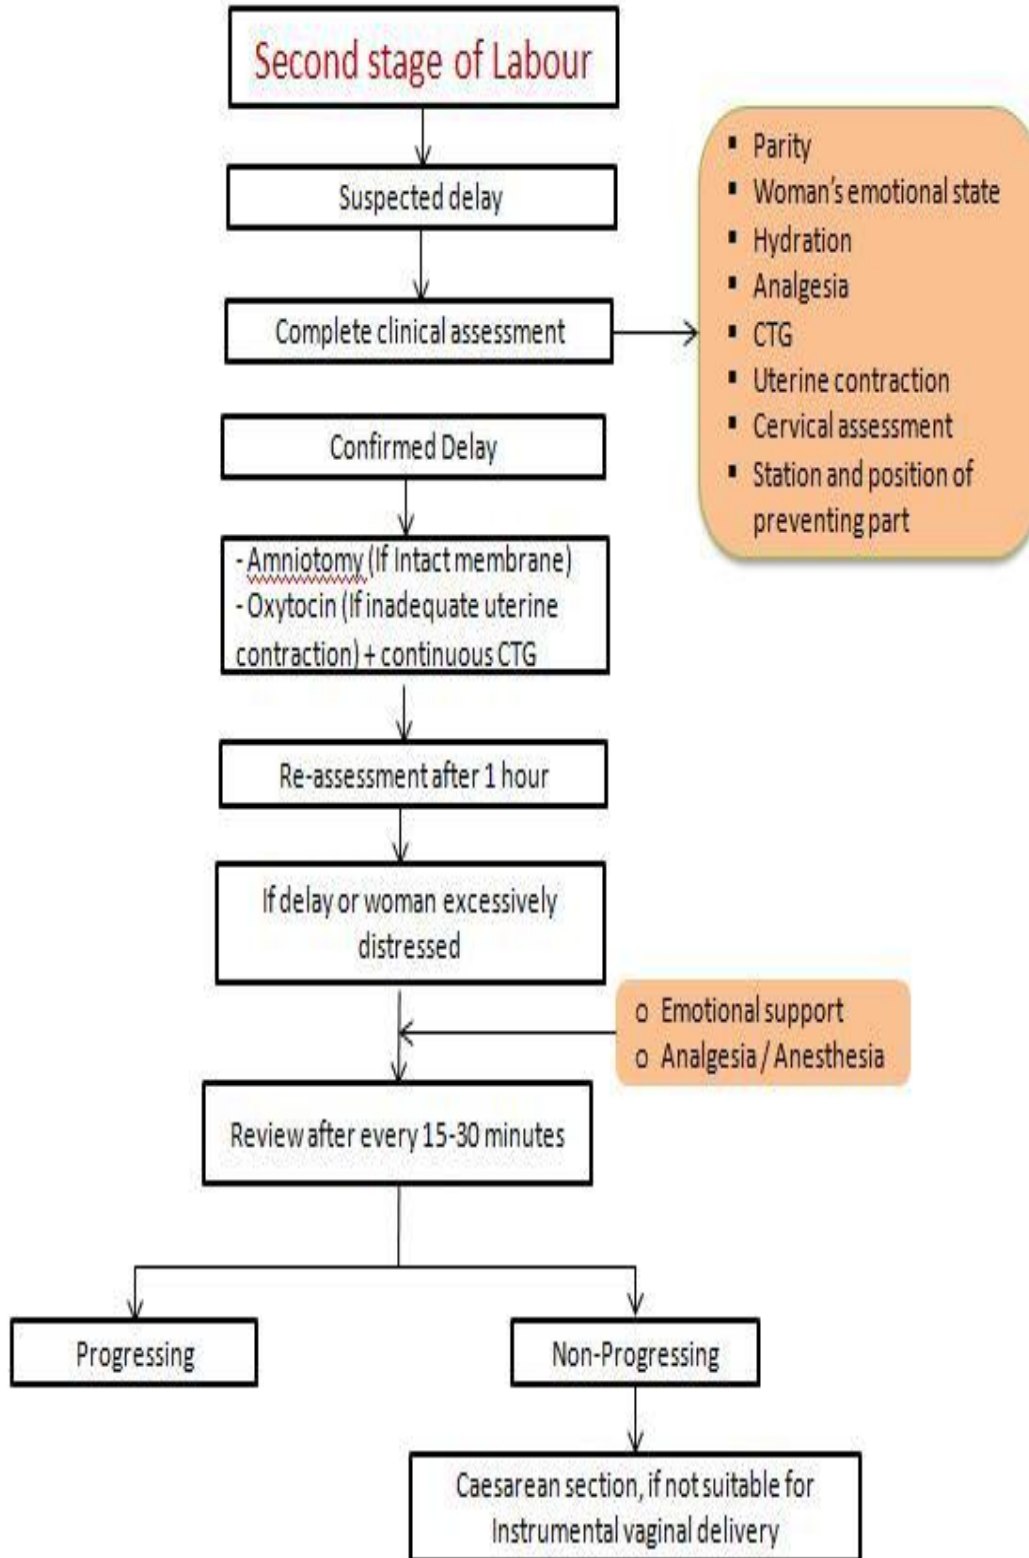 Second stage of Labour
Suspected delay
Complete clinical assessment
▪ Parity
▪ Woman's emotional state
▪ Hydration
▪ Analgesia
▪ CTG
▪ Uterine contraction
▪ Cervical assessment
▪ Station and position of
preventing part
Confirmed Delay
- Amniotomy (If Intact membrane)
- Oxytocin (If inadequate uterine
contraction) + continuous CTG
Re-assessment after 1 hour
If delay or woman excessively
distressed
o Emotional support
o Analgesia / Anesthesia
Review after every 15-30 minutes
Progressing
Non-Progressing
Caesarean section, if not suitable for
Instrumental vaginal delivery